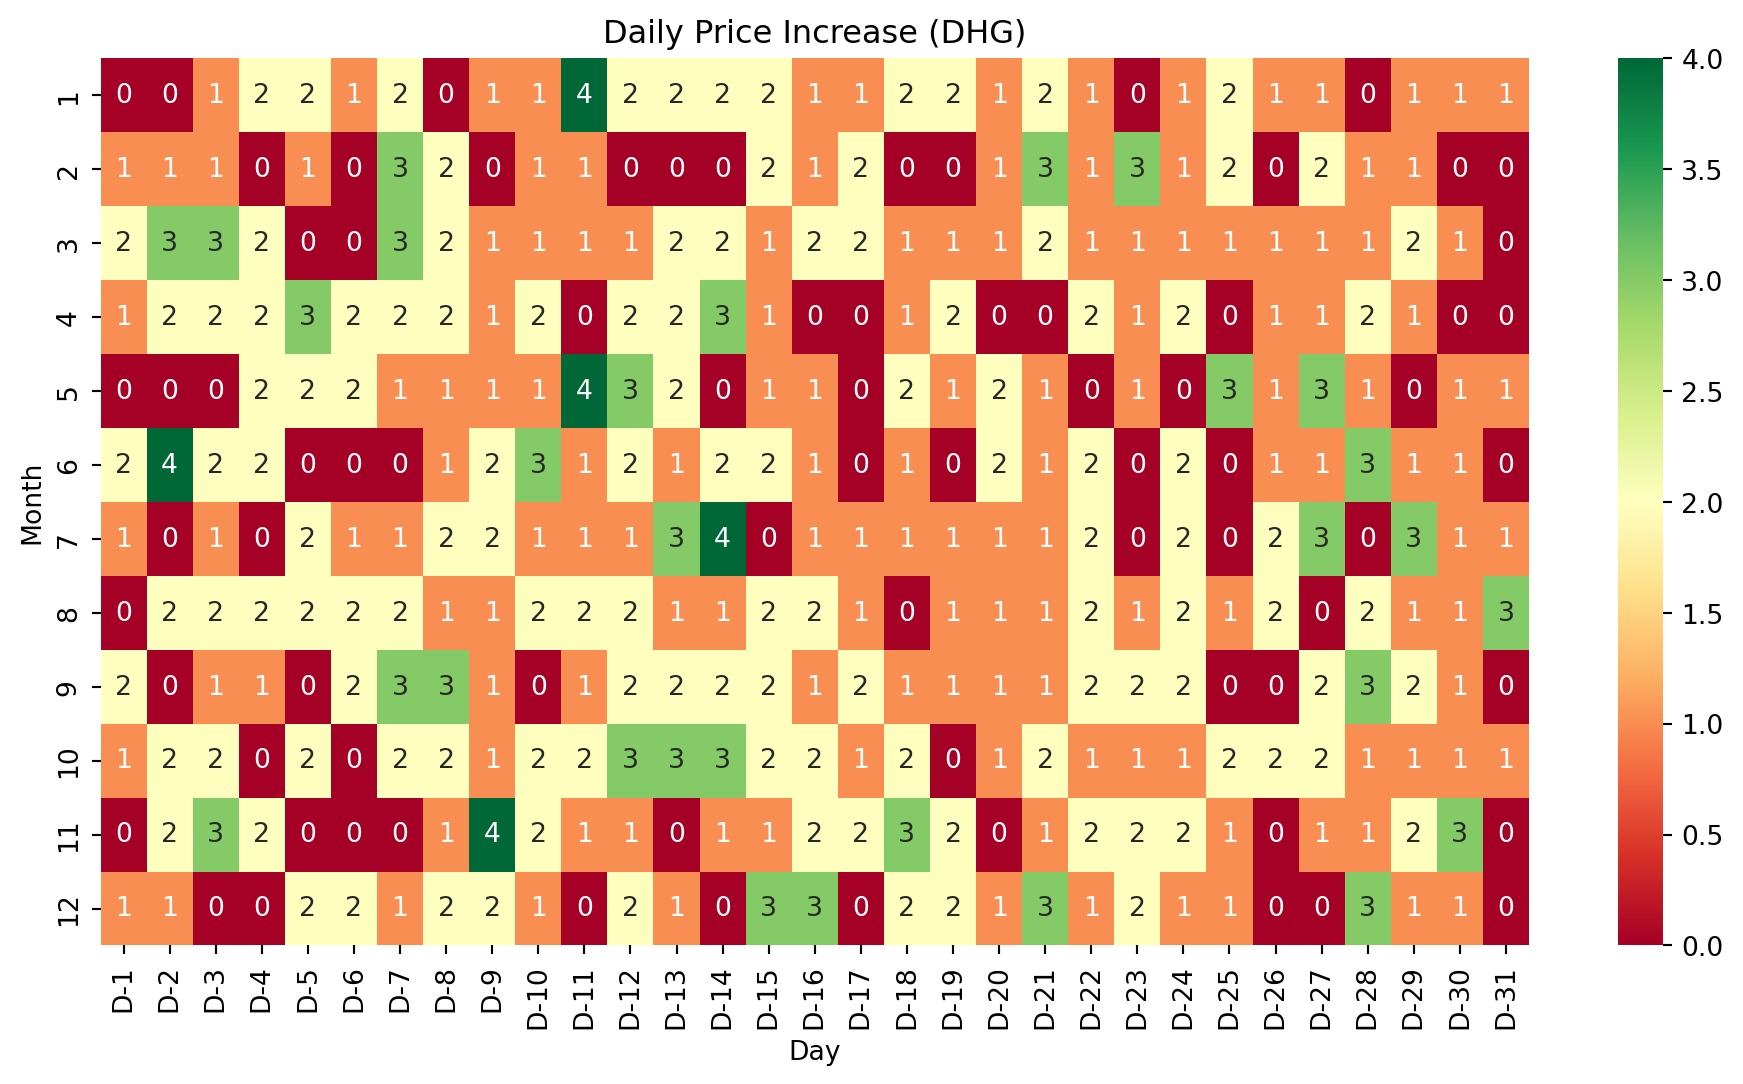 Daily Price Increase (DHG)
1 0 0 1 2 2 1 2 0 1 1 4 2 2 2 2 1 1 2 2 1 2 1 0 1 2 1 1 0 1 1 1
2 1 1 1 0 1 0 3 2 0 1 1 0 0 0 2 1 2 0 0 1 3 1 3 1 2 0 2 1 1 0 0
3 2 3 3 2 0 0 3 2 1 1 1 1 2 2 1 2 2 1 1 1 2 1 1 1 1 1 1 1 2 1 0
4 1 2 2 2 3 2 2 2 1 2 0 2 2 3 1 0 0 1 2 0 0 2 1 2 0 1 1 2 1 0 0
5 0 0 0 2 2 2 1 1 1 1 4 3 2 0 1 1 0 2 1 2 1 0 1 0 3 1 3 1 0 1 1
6 2 4 2 2 0 0 0 1 2 3 1 2 1 2 2 1 0 1 0 2 1 2 0 2 0 1 1 3 1 1 0
7 1 0 1 0 2 1 1 2 2 1 1 1 3 4 0 1 1 1 1 1 1 2 0 2 0 2 3 0 3 1 1
8 0 2 2 2 2 2 2 1 1 2 2 2 1 1 2 2 1 0 1 1 1 2 1 2 1 2 0 2 1 1 3
9 2 0 1 1 0 2 3 3 1 0 1 2 2 2 2 1 2 1 1 1 1 2 2 2 0 0 2 3 2 1 0
10 1 2 2 0 2 0 2 2 1 2 2 3 3 3 2 2 1 2 0 1 2 1 1 1 2 2 2 1 1 1 1
11 0 2 3 2 0 0 0 1 4 2 1 1 0 1 1 2 2 3 2 0 1 2 2 2 1 0 1 1 2 3 0
12 1 1 0 0 2 2 1 2 2 1 0 2 1 0 3 3 0 2 2 1 3 1 2 1 1 0 0 3 1 1 0
Month
D-1 D-2 D-3 D-4 D-5 D-6 D-7 D-8 D-9 D-10 D-11 D-12 D-13 D-14 D-15 D-16 D-17 D-18 D-19 D-20 D-21 D-22 D-23 D-24 D-25 D-26 D-27 D-28 D-29 D-30 D-31
Day
4.0
3.5
3.0
2.5
2.0
1.5
1.0
0.5
0.0